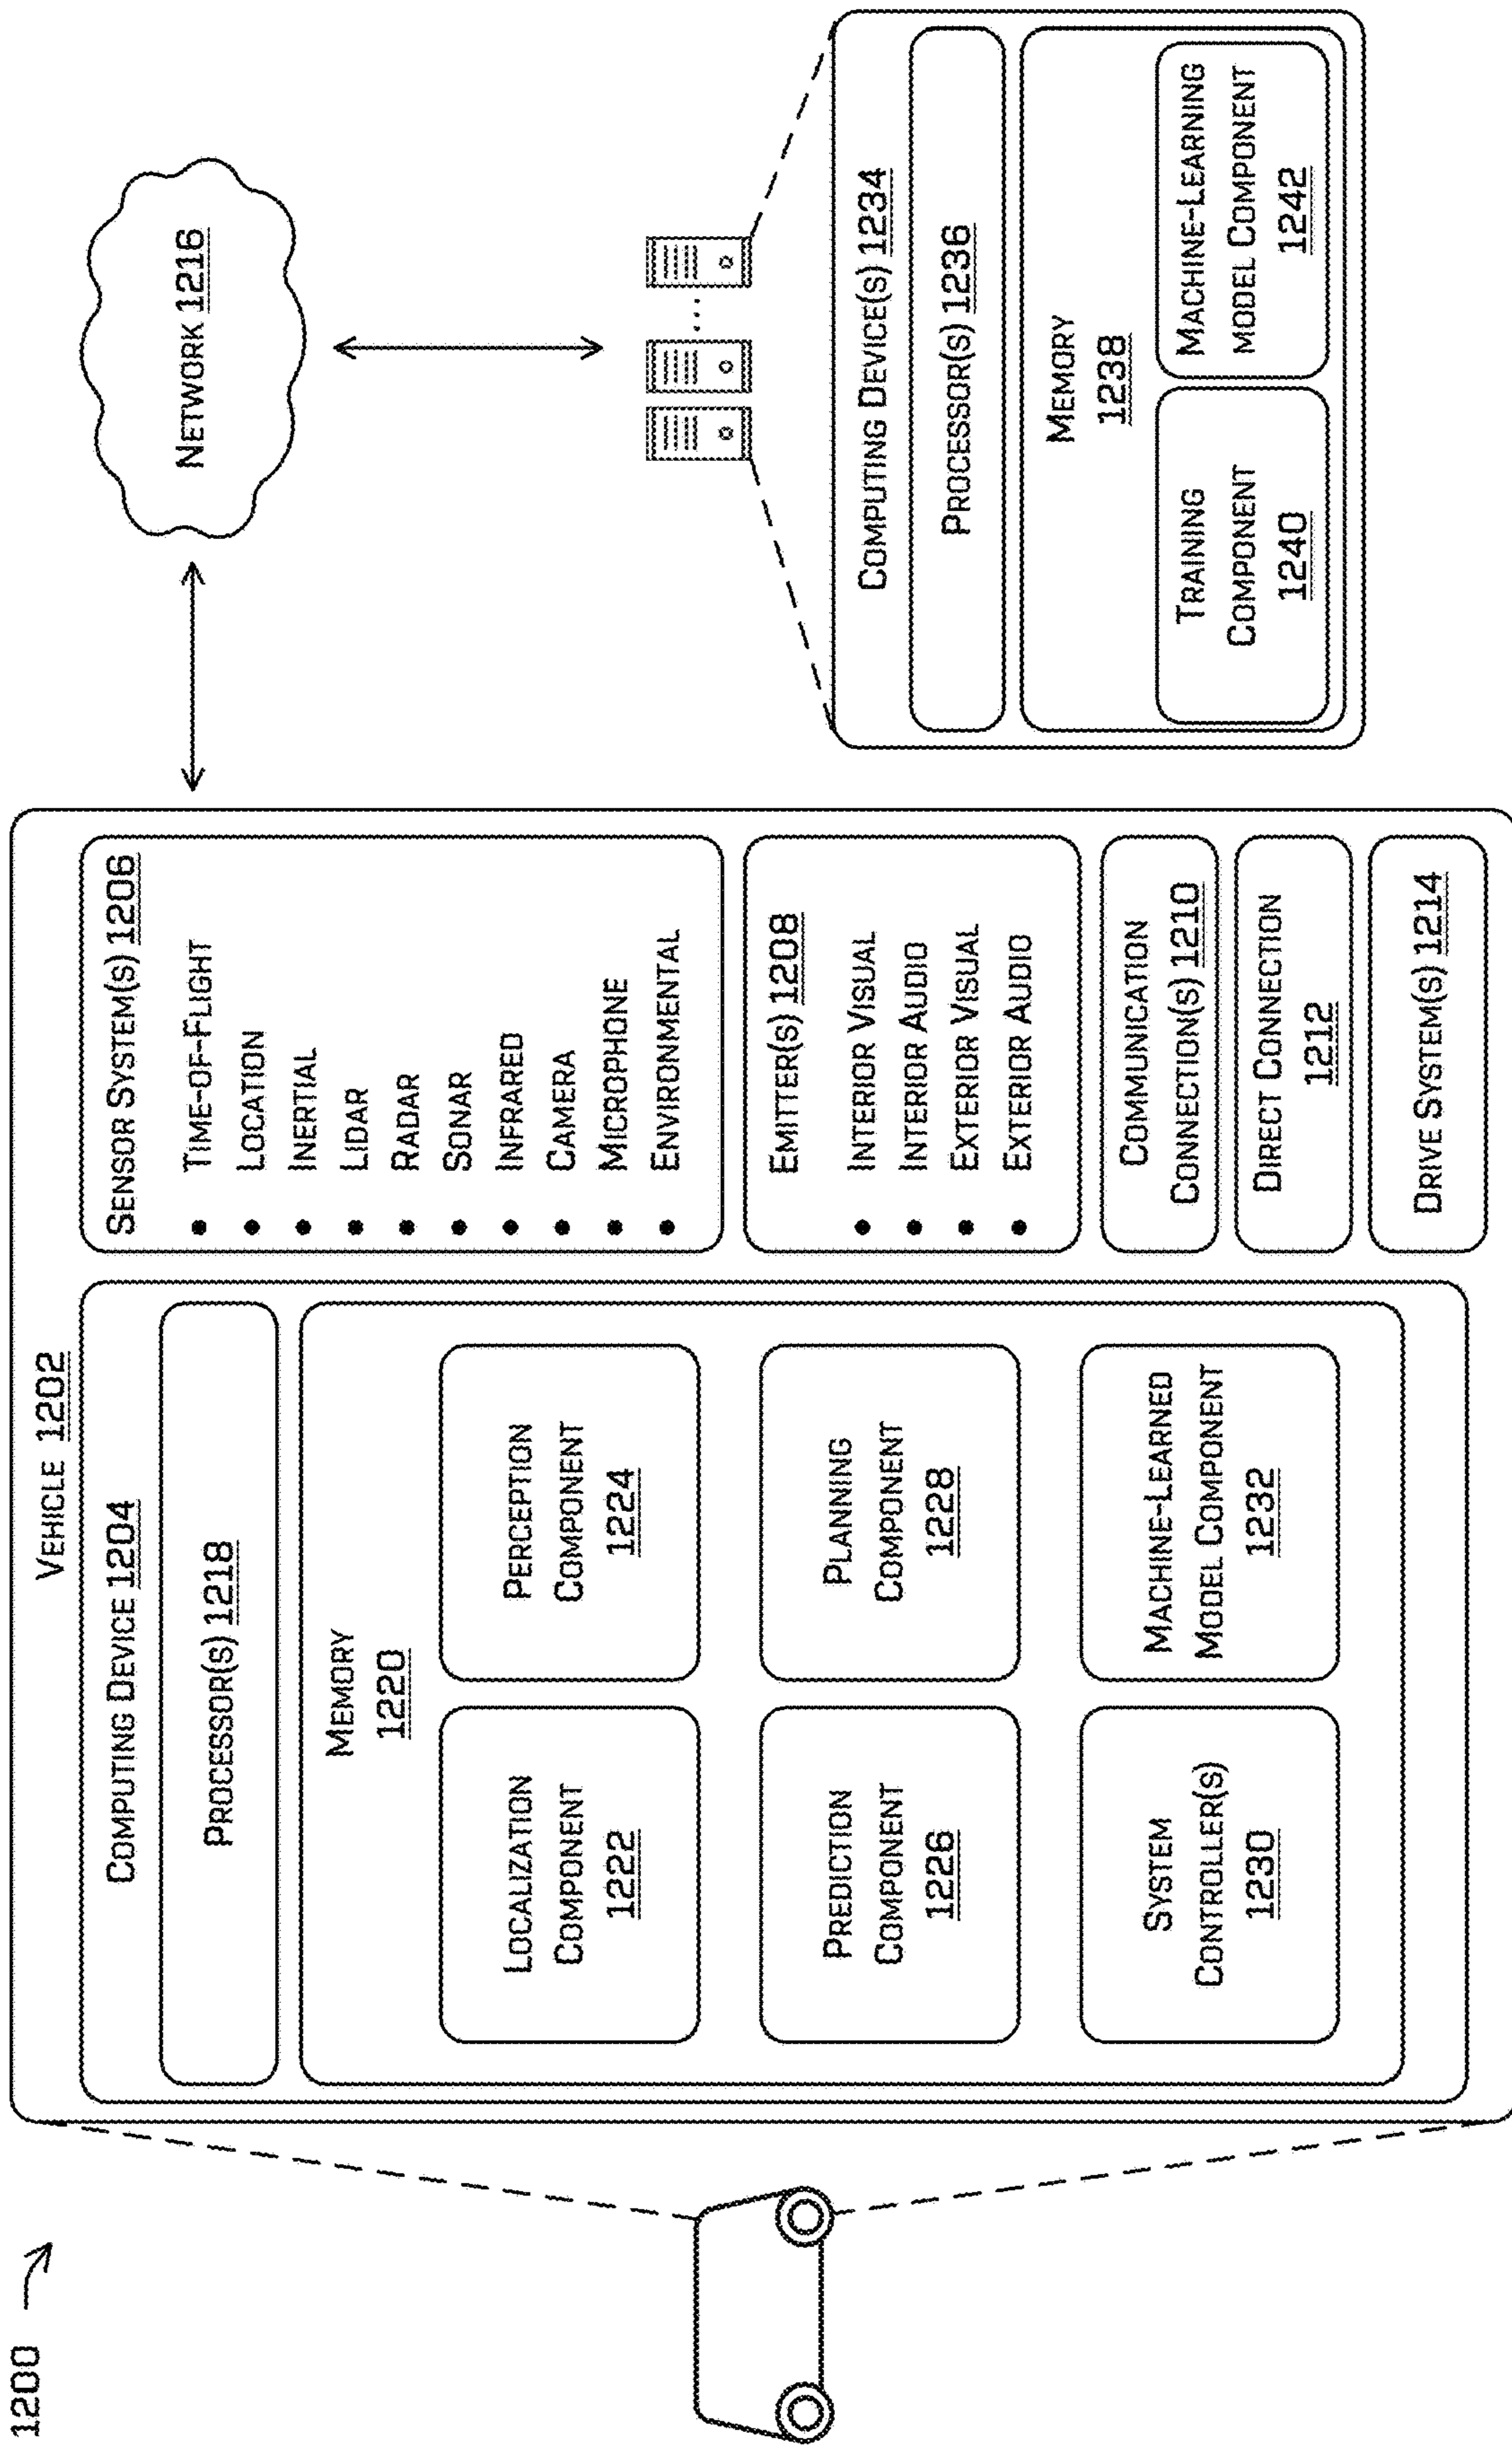 1200
VEHICLE 1202
COMPUTING DEVICE 1204
PROCESSOR(S) 1218
MEMORY
1220
LOCALIZATION
COMPONENT
1222
PERCEPTION
COMPONENT
1224
PREDICTION
COMPONENT
1226
PLANNING
COMPONENT
1228
SYSTEM
CONTROLLER(S)
1230
MACHINE-LEARNED
MODEL COMPONENT
1232
SENSOR SYSTEM(S) 1206
• TIME-OF-FLIGHT
• LOCATION
• INERTIAL
• LIDAR
• RADAR
• SONAR
• INFRARED
• CAMERA
• MICROPHONE
• ENVIRONMENTAL
EMITTER(S) 1208
• INTERIOR VISUAL
• INTERIOR AUDIO
• EXTERIOR VISUAL
• EXTERIOR AUDIO
COMMUNICATION
CONNECTION(S) 1210
DIRECT CONNECTION
1212
DRIVE SYSTEM(S) 1214
NETWORK 1216
COMPUTING DEVICE(S) 1234
PROCESSOR(S) 1236
MEMORY
1238
TRAINING
COMPONENT
1240
MACHINE-LEARNING
MODEL COMPONENT
1242